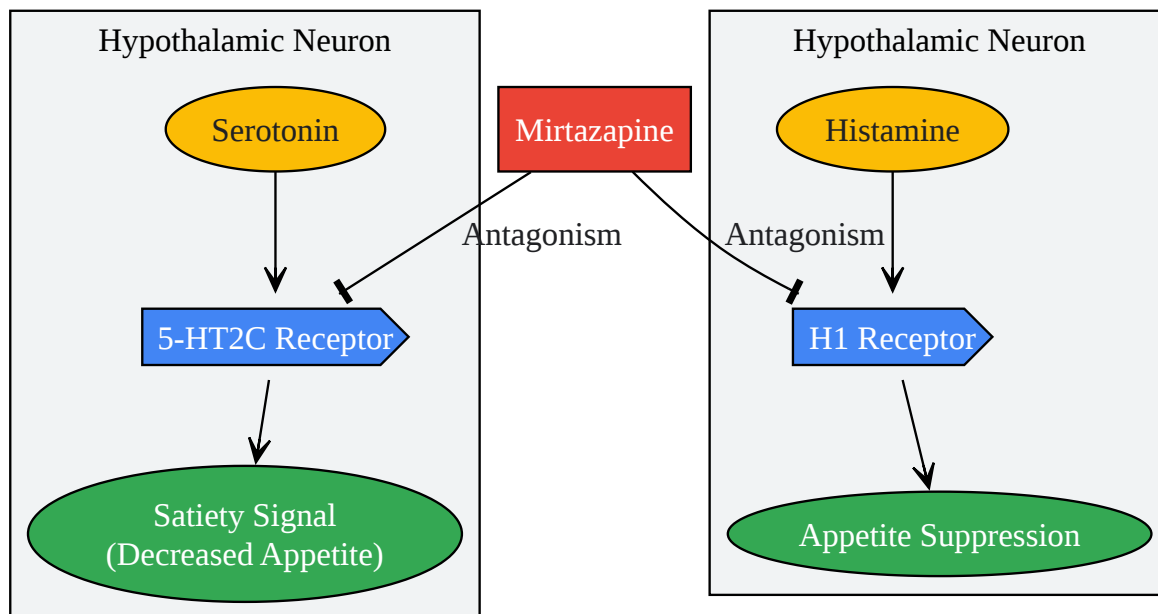 Hypothalamic Neuron
Serotonin
5-HT2C Receptor
Satiety Signal
(Decreased Appetite)
Mirtazapine
Antagonism
Antagonism
Hypothalamic Neuron
Histamine
H1 Receptor
Appetite Suppression